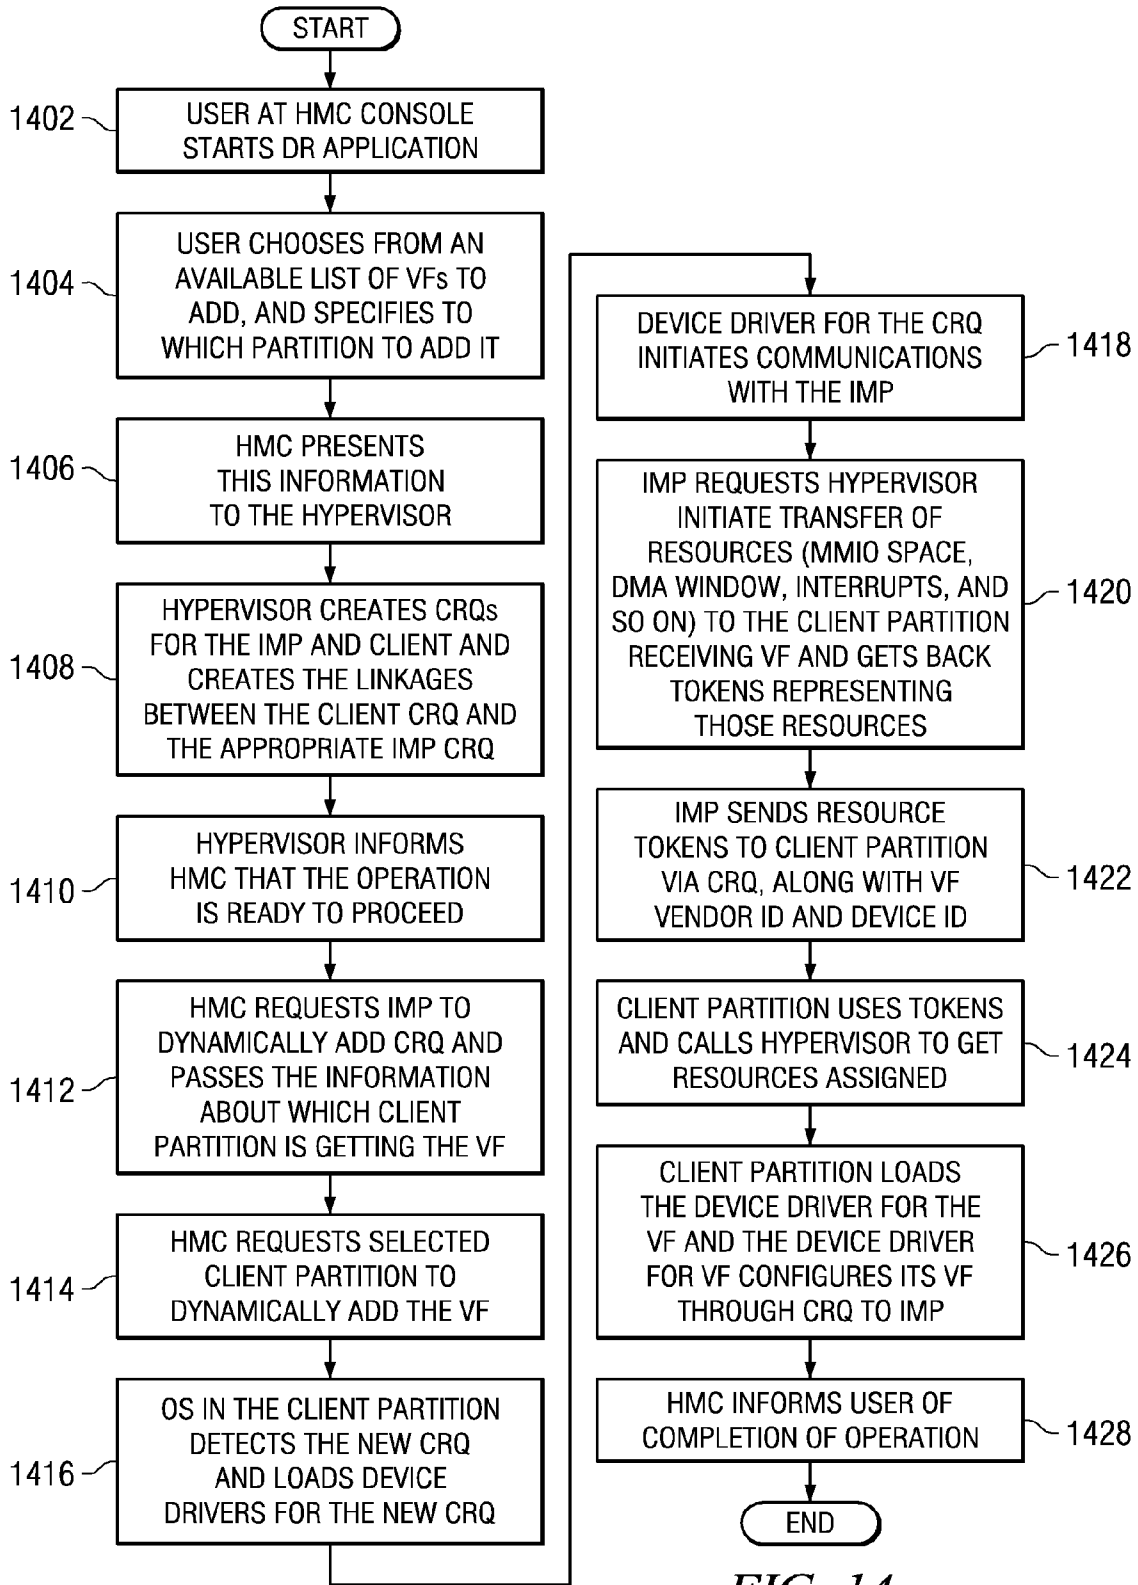 START
1402
USER AT HMC CONSOLE
STARTS DR APPLICATION
1404
USER CHOOSES FROM AN
AVAILABLE LIST OF VFs TO
ADD, AND SPECIFIES TO
WHICH PARTITION TO ADD IT
1406
HMC PRESENTS
THIS INFORMATION
TO THE HYPERVISOR
1408
HYPERVISOR CREATES CRQs
FOR THE IMP AND CLIENT AND
CREATES THE LINKAGES
BETWEEN THE CLIENT CRQ AND
THE APPROPRIATE IMP CRQ
1410
HYPERVISOR INFORMS
HMC THAT THE OPERATION
IS READY TO PROCEED
1412
HMC REQUESTS IMP TO
DYNAMICALLY ADD CRQ AND
PASSES THE INFORMATION
ABOUT WHICH CLIENT
PARTITION IS GETTING THE VF
1414
HMC REQUESTS SELECTED
CLIENT PARTITION TO
DYNAMICALLY ADD THE VF
1416
OS IN THE CLIENT PARTITION
DETECTS THE NEW CRQ
AND LOADS DEVICE
DRIVERS FOR THE NEW CRQ
DEVICE DRIVER FOR THE CRQ
INITIATES COMMUNICATIONS
WITH THE IMP
1418
IMP REQUESTS HYPERVISOR
INITIATE TRANSFER OF
RESOURCES (MMIO SPACE,
DMA WINDOW, INTERRUPTS, AND
SO ON) TO THE CLIENT PARTITION
RECEIVING VF AND GETS BACK
TOKENS REPRESENTING
THOSE RESOURCES
1420
IMP SENDS RESOURCE
TOKENS TO CLIENT PARTITION
VIA CRQ, ALONG WITH VF
VENDOR ID AND DEVICE ID
1422
CLIENT PARTITION USES TOKENS
AND CALLS HYPERVISOR TO GET
RESOURCES ASSIGNED
1424
CLIENT PARTITION LOADS
THE DEVICE DRIVER FOR THE
VF AND THE DEVICE DRIVER
FOR VF CONFIGURES ITS VF
THROUGH CRQ TO IMP
1426
HMC INFORMS USER OF
COMPLETION OF OPERATION
1428
END
FIG. 14